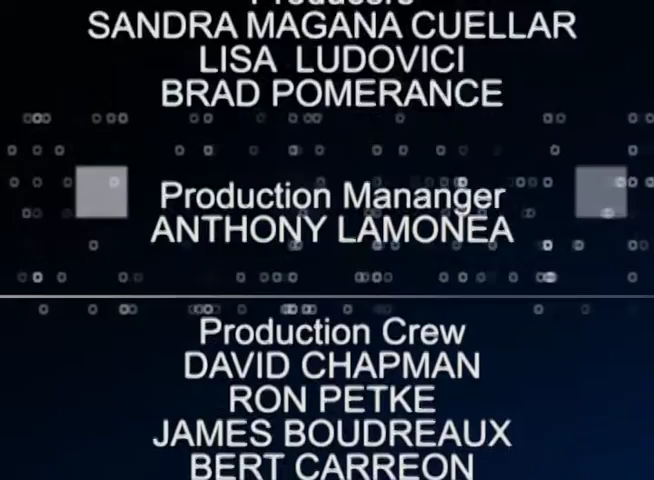 Producers
SANDRA MAGANA CUELLAR
LISA LUDOVICI
BRAD POMERANCE
Production Mananger
ANTHONY LAMONEA
Production Crew
DAVID CHAPMAN
RON PETKE
JAMES BOUDREAUX
BERT CARREON